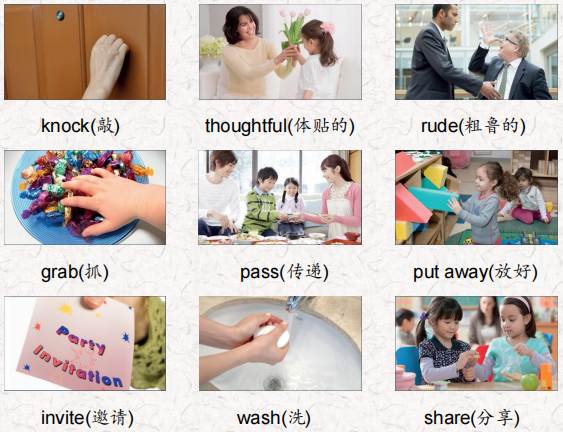 knock(敲)
thoughtful(体贴的)
rude(粗鲁的)
grab(抓)
pass(传递)
put away(放好)
Party
Invitation
invite(邀请)
wash(洗)
share(分享)